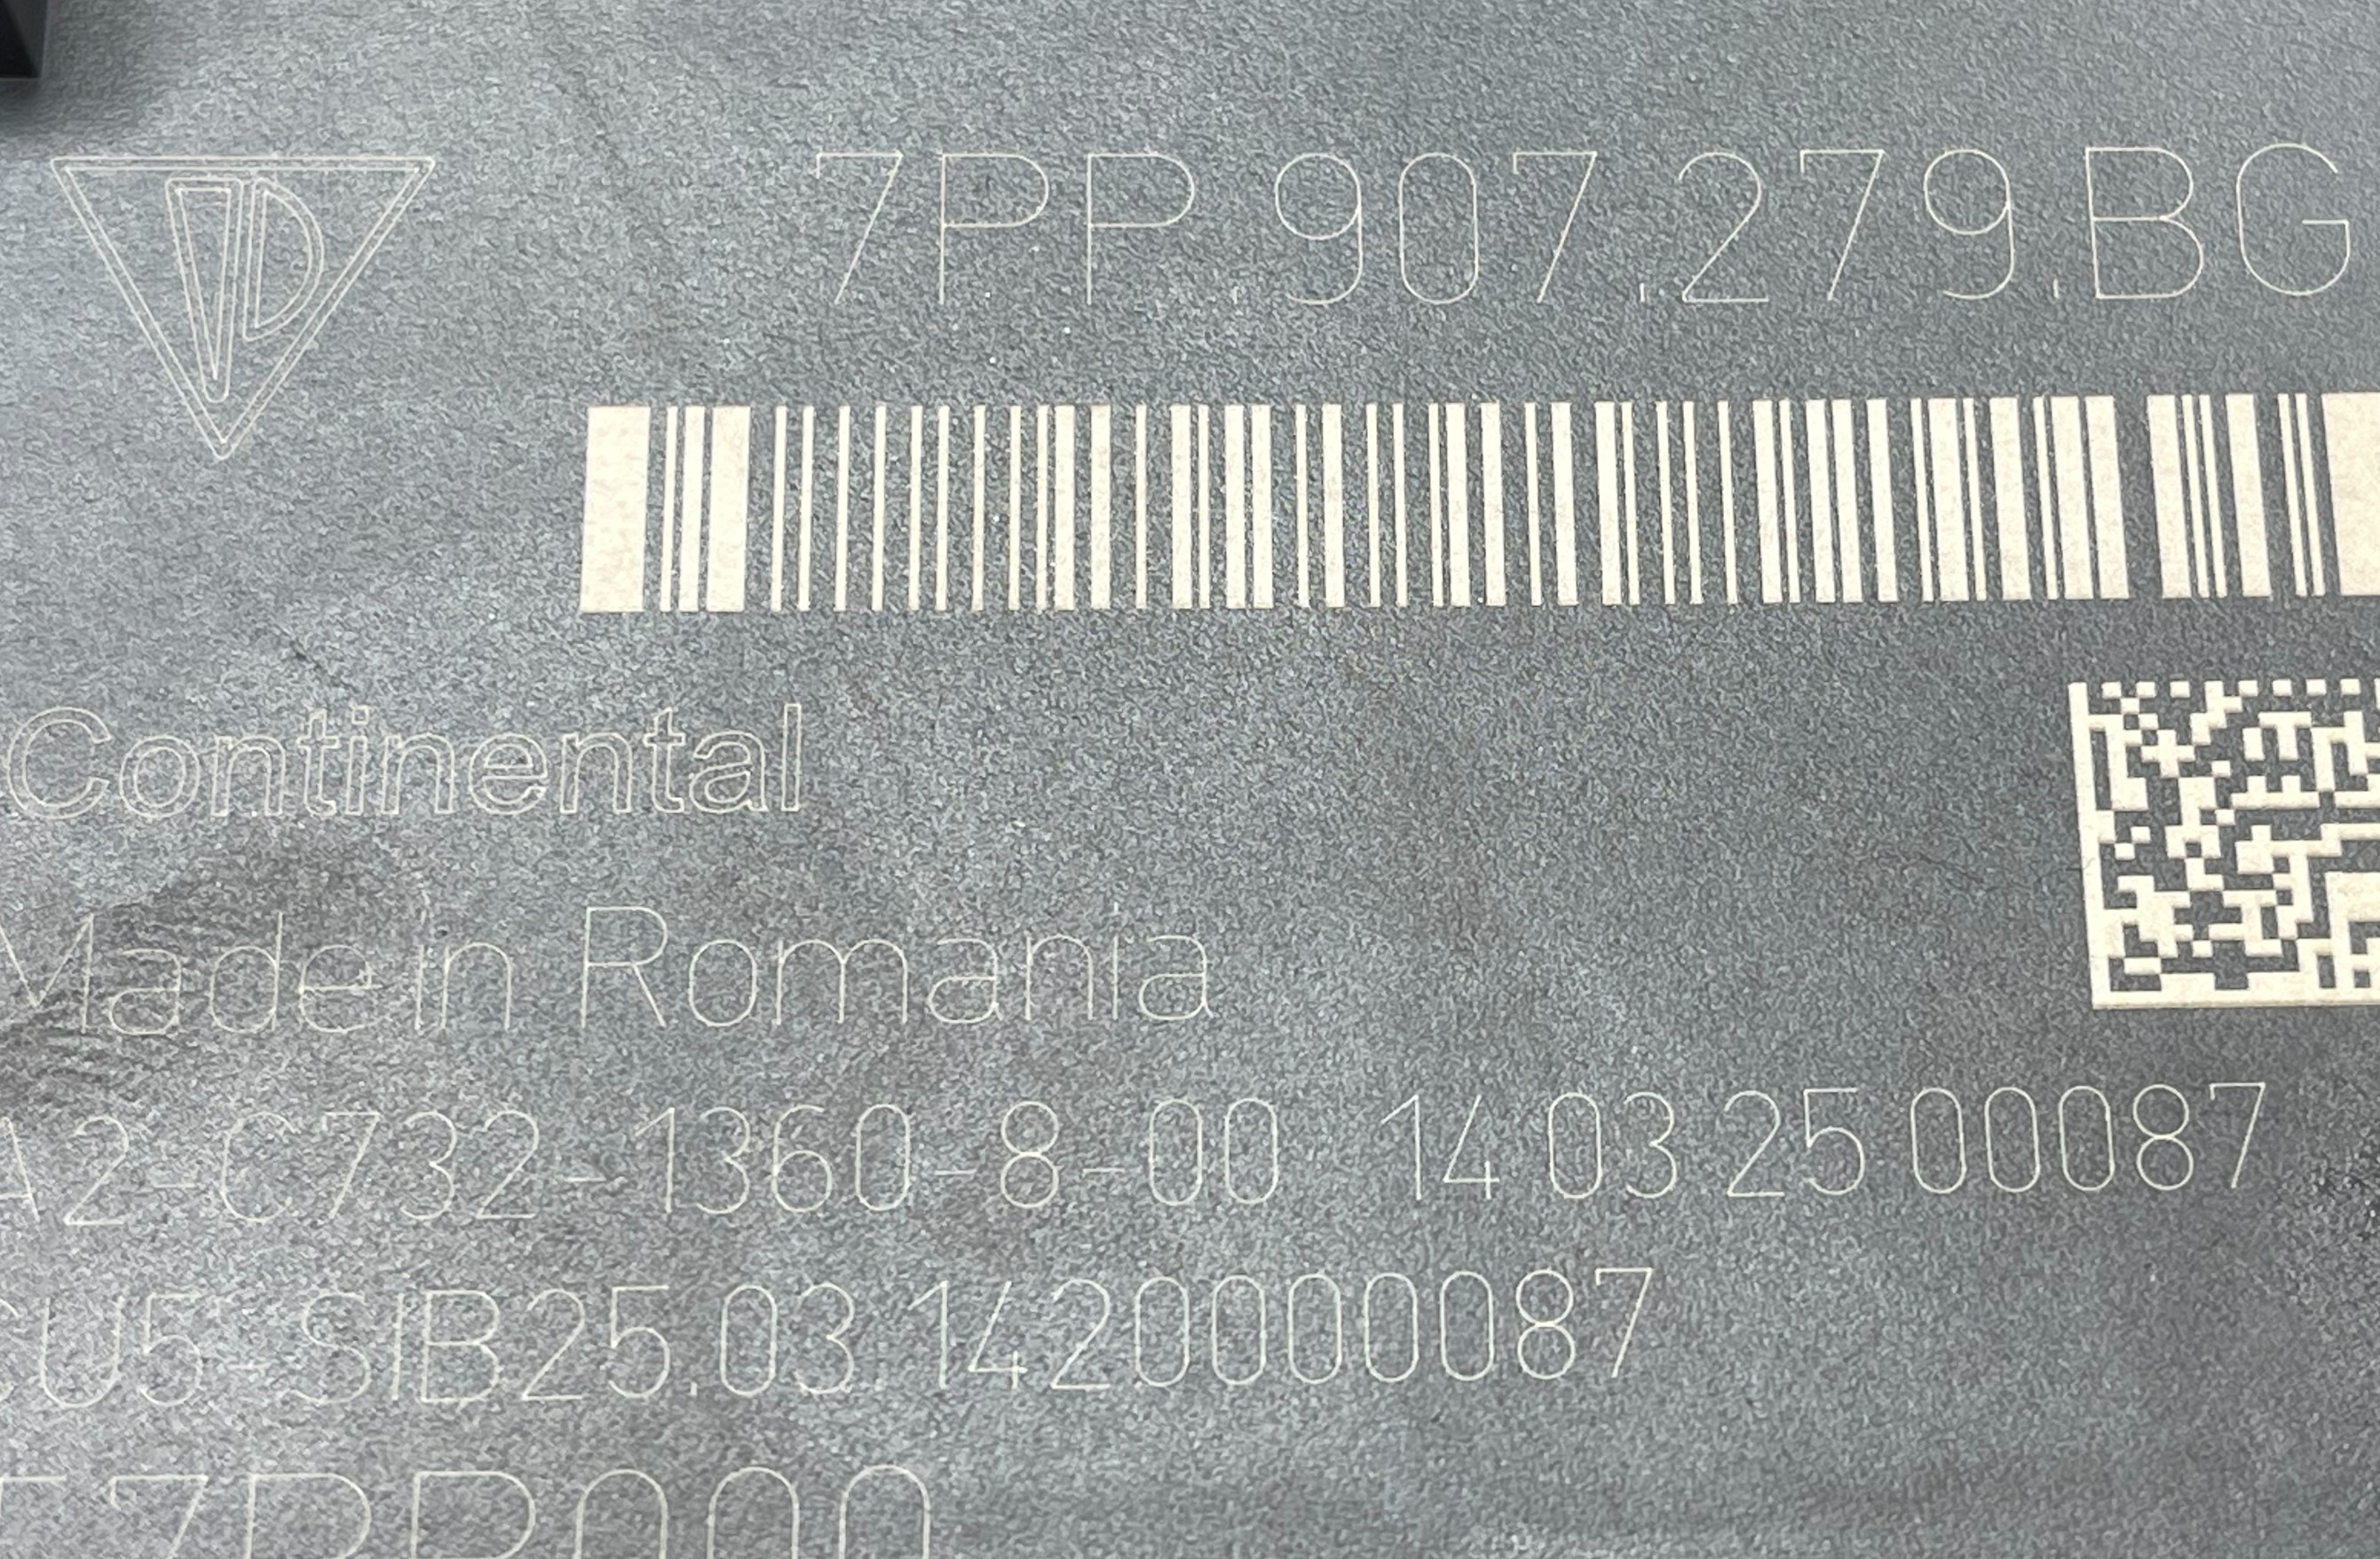 7PP.907.279.BG
Continental
Made in Romania
A2-C732-1360-8-00 14 03 25 00087
U5-SIB25.03.1420000087